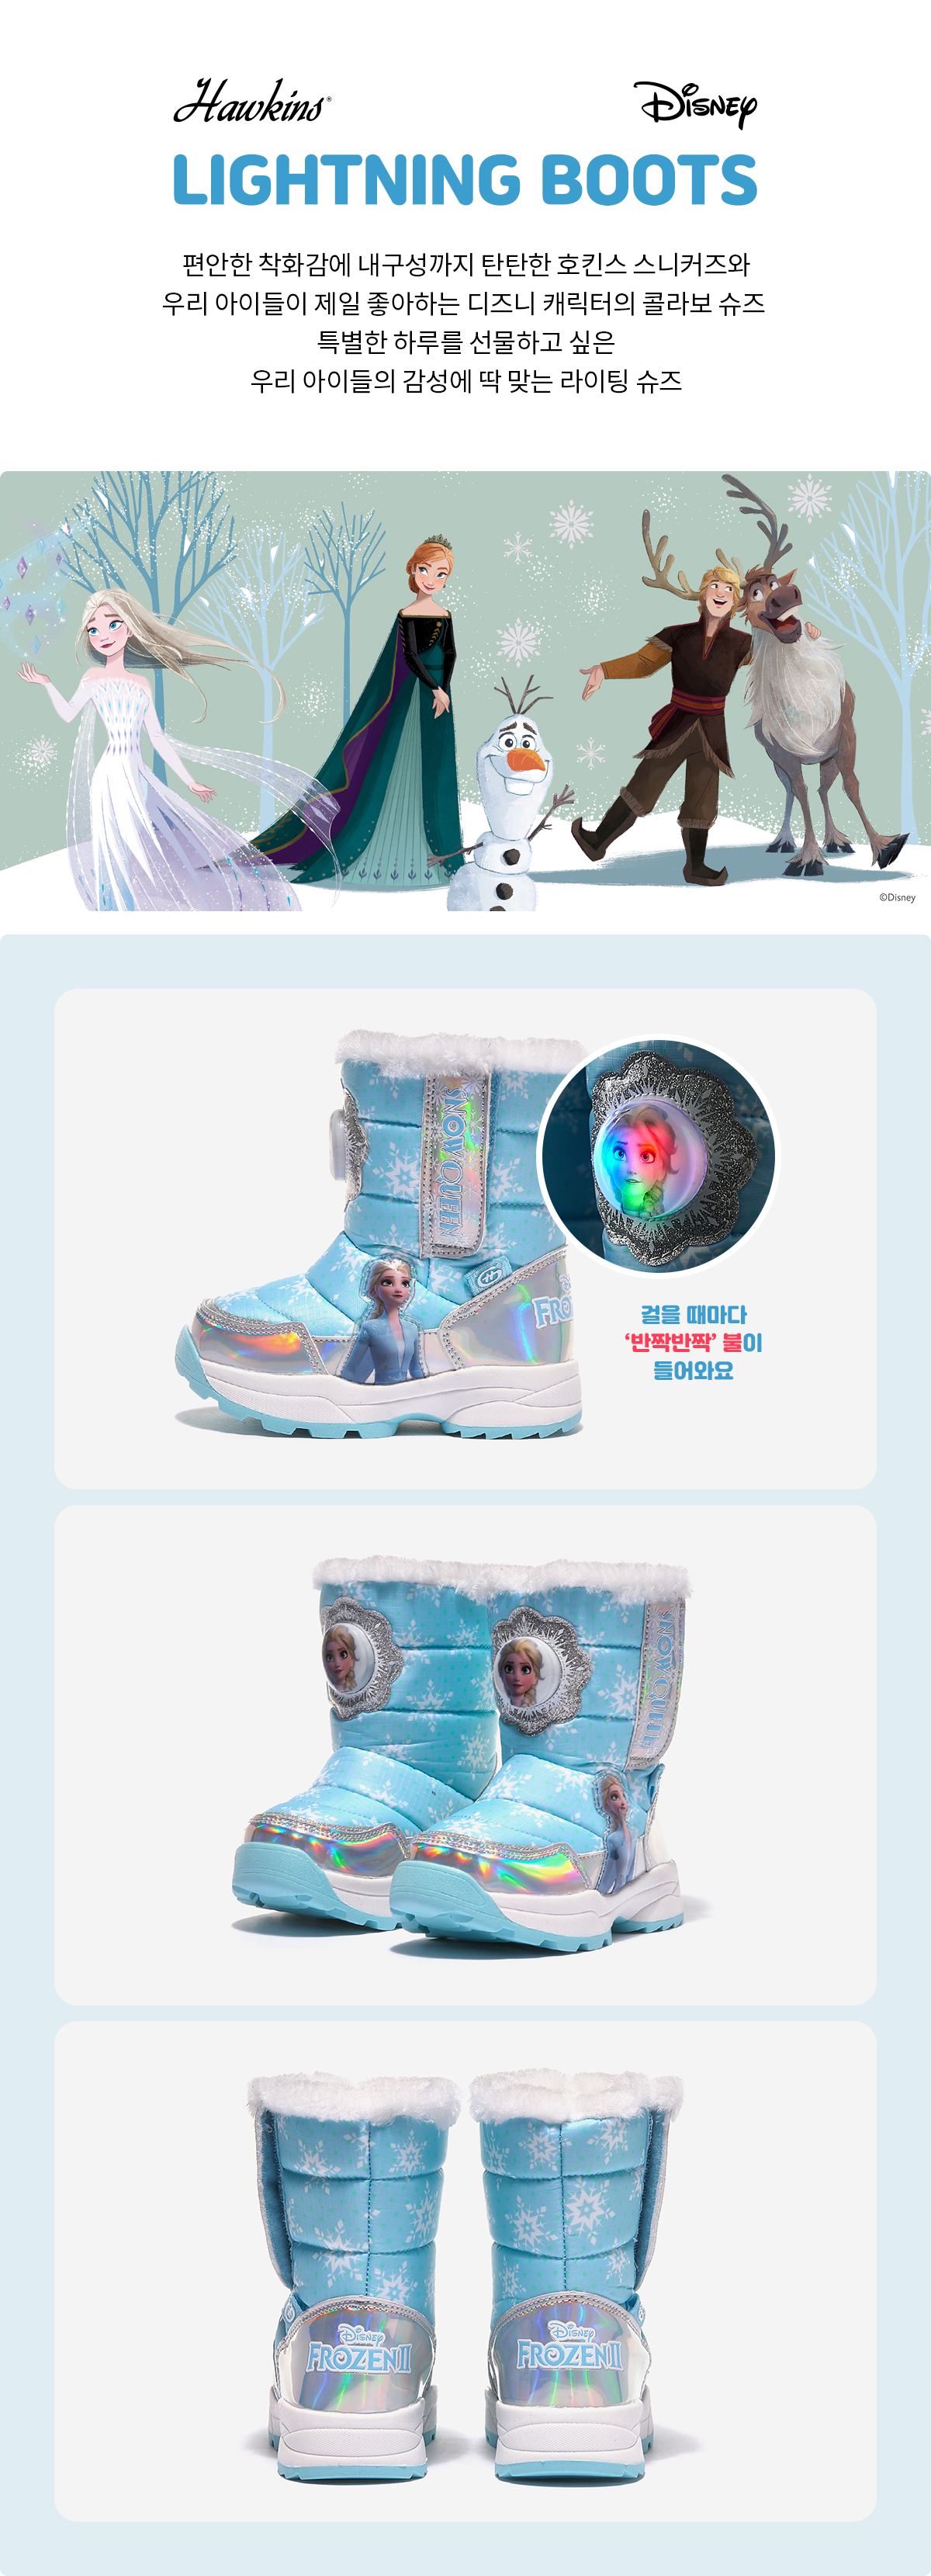 Hawkins®
Disney
LIGHTNING BOOTS
편안한 착화감에 내구성까지 탄탄한 호킨스 스니커즈와
우리 아이들이 제일 좋아하는 디즈니 캐릭터의 콜라보 슈즈
특별한 하루를 선물하고 싶은
우리 아이들의 감성에 딱 맞는 라이팅 슈즈
©Disney
SNOW QUEEN
FRO
걸을 때마다
‘반짝반짝’ 불이
들어와요
SNOW QUEEN
Disney
FROZEN II
Disney
FROZEN II